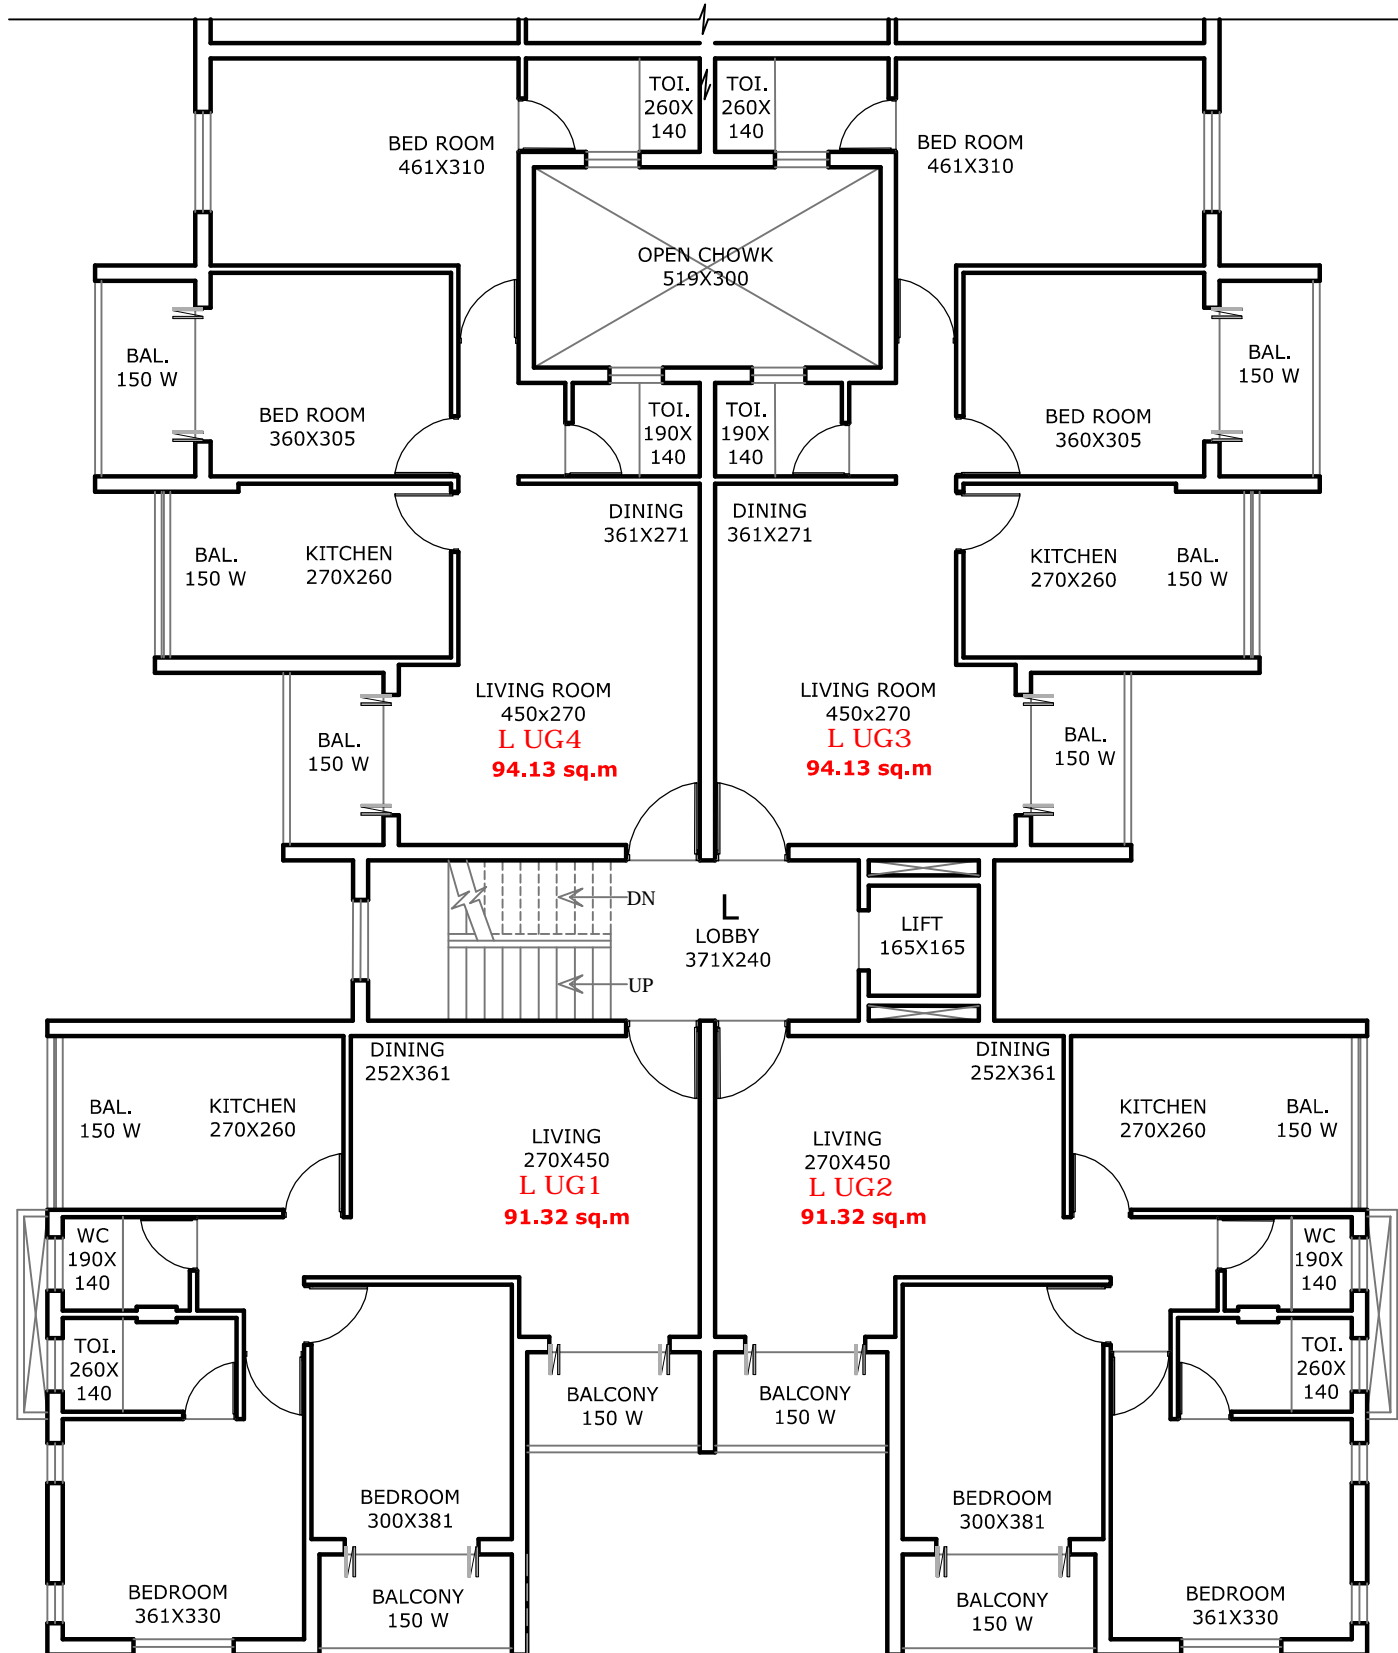 TOI.
260X
140
TOI.
260X
140
BED ROOM
461X310
BED ROOM
461X310
OPEN CHOWK
519X300
BAL.
150 W
BED ROOM
360X305
TOI.
190X
140
TOI.
190X
140
BED ROOM
360X305
BAL.
150 W
BAL.
150 W
KITCHEN
270X260
DINING
361X271
DINING
361X271
KITCHEN
270X260
BAL.
150 W
BAL.
150 W
LIVING ROOM
450x270
L UG4
94.13 sq.m
LIVING ROOM
450x270
L UG3
94.13 sq.m
BAL.
150 W
DN
UP
L
LOBBY
371X240
LIFT
165X165
BAL.
150 W
KITCHEN
270X260
DINING
252X361
LIVING
270X450
L UG1
91.32 sq.m
LIVING
270X450
L UG2
91.32 sq.m
DINING
252X361
KITCHEN
270X260
BAL.
150 W
WC
190X
140
TOI.
260X
140
WC
190X
140
TOI.
260X
140
BALCONY
150 W
BALCONY
150 W
BEDROOM
300X381
BEDROOM
300X381
BEDROOM
361X330
BALCONY
150 W
BALCONY
150 W
BEDROOM
361X330